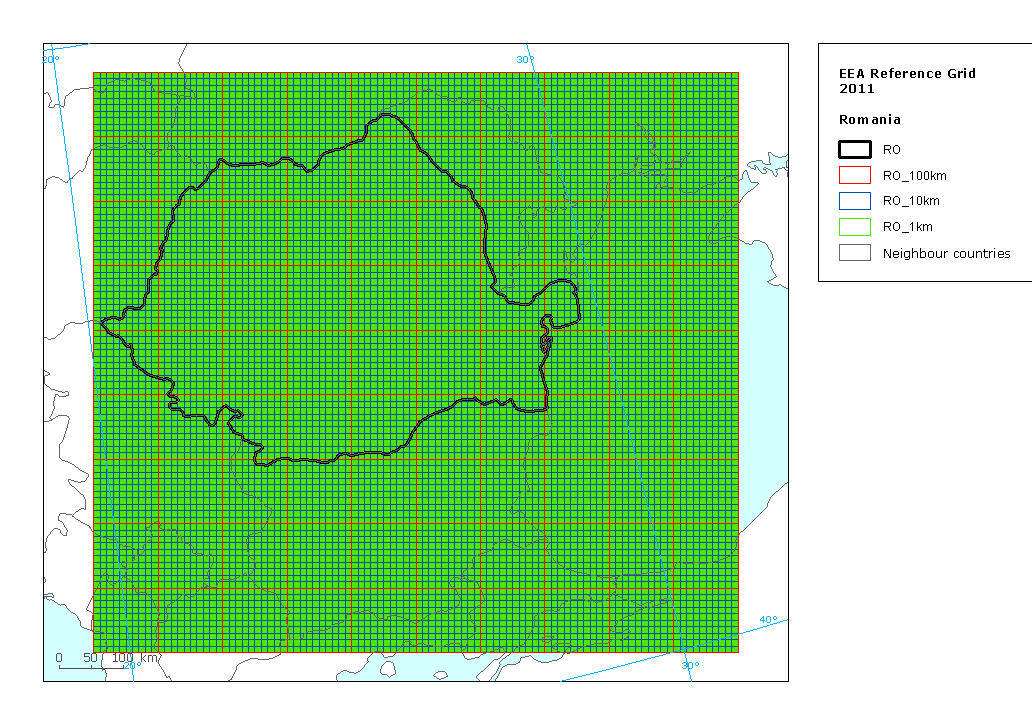 20°
30°
40°
30°
20°
0 50 100 km
EEA Reference Grid
2011
Romania
RO
RO_100km
RO_10km
RO_1km
Neighbour countries